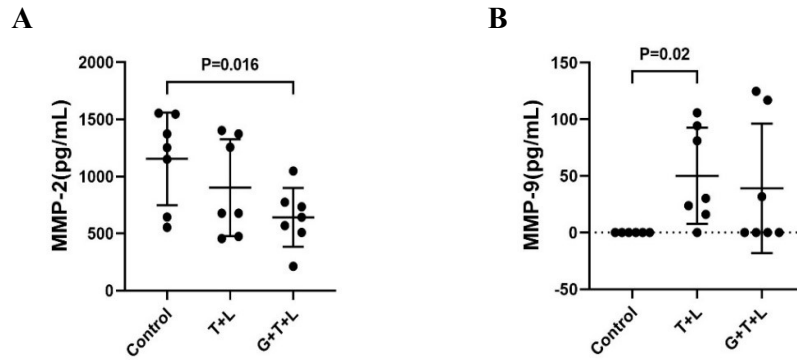 A
MMP-2(pg/mL)
2000
1500
1000
500
0
P=0.016
Control
T+L
G+T+L
B
MMP-9(pg/mL)
150
100
50
0
-50
P=0.02
Control
T+L
G+T+L